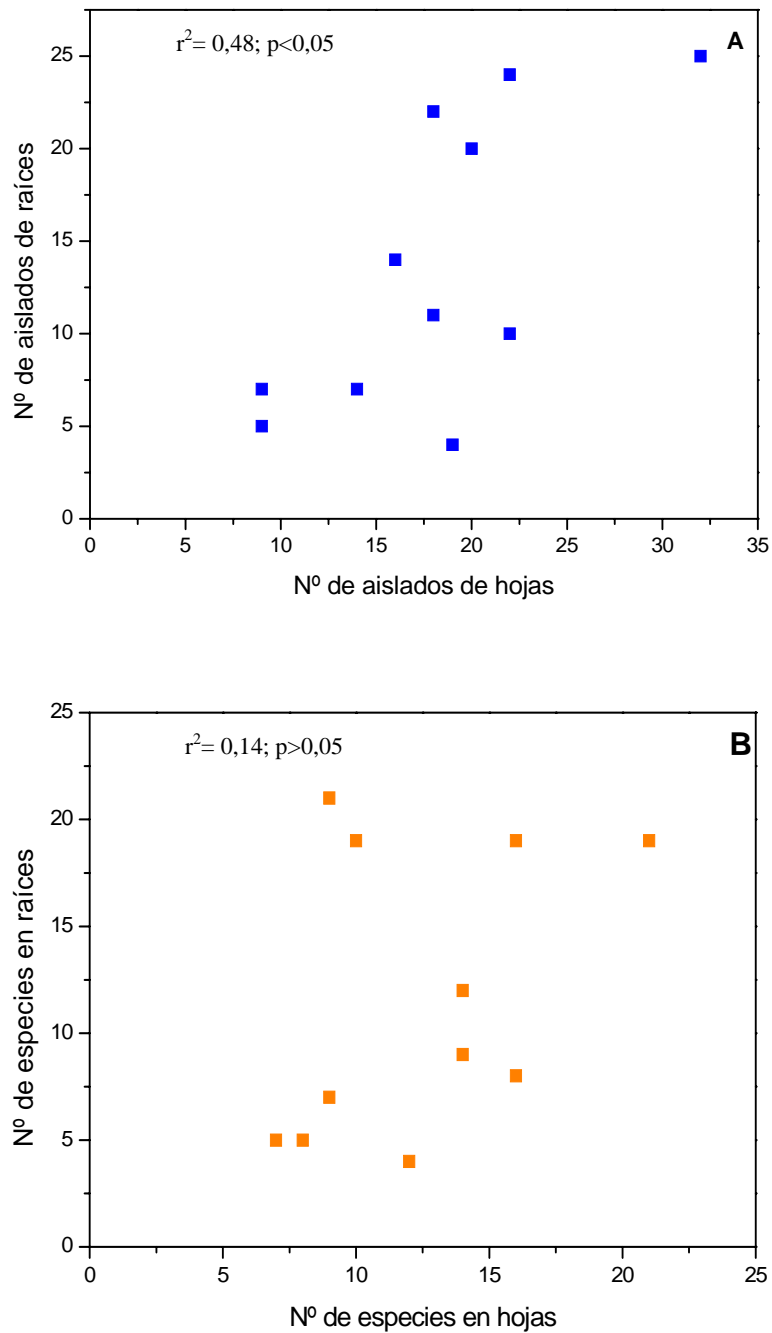 r²= 0,48; p<0,05
A
25
20
15
10
5
0
Nº de aislados de raíces
0 5 10 15 20 25 30 35
Nº de aislados de hojas
25
r²= 0,14; p>0,05
B
20
15
10
5
0
Nº de especies en raíces
0 5 10 15 20 25
Nº de especies en hojas